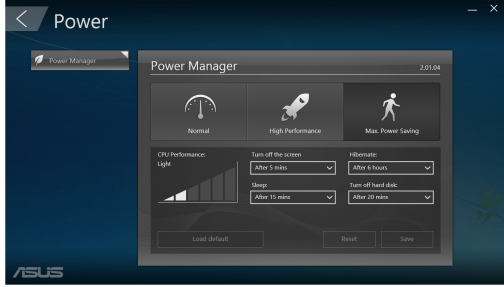 Power
Power Manager
Power Manager
2.01.04
Normal
High Performance
Max. Power Saving
CPU Performance:
Light
Turn off the screen
After 5 mins
Hibernate:
After 6 hours
Sleep:
After 15 mins
Turn off hard disk:
After 20 mins
Load default
Reset
Save
ASUS